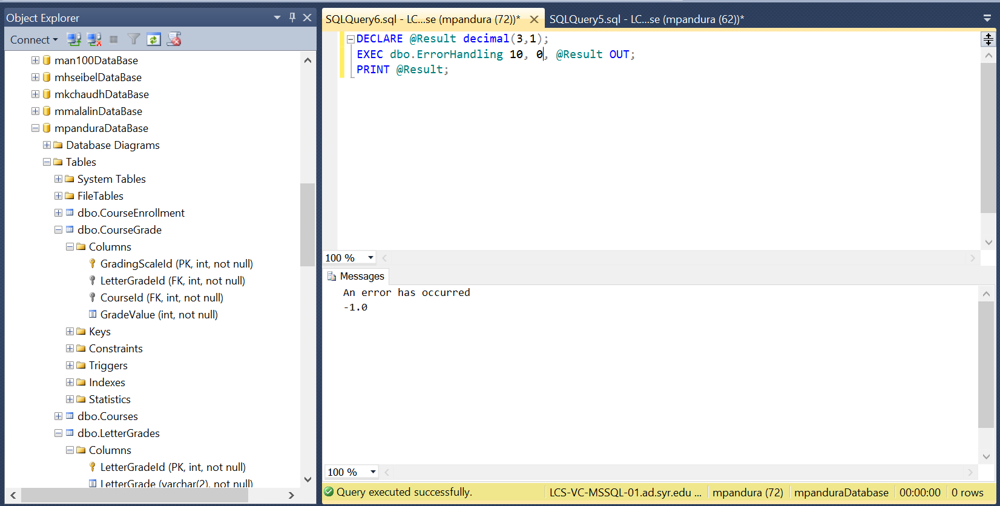 Object Explorer
Connect
man100DataBase
mhseibelDataBase
mkchaudhDataBase
mmalalinDataBase
mpanduraDataBase
Database Diagrams
Tables
System Tables
FileTables
dbo.CourseEnrollment
dbo.CourseGrade
Columns
GradingScaleId (PK, int, not null)
LetterGradeId (FK, int, not null)
CourseId (FK, int, not null)
GradeValue (int, not null)
Keys
Constraints
Triggers
Indexes
Statistics
dbo.Courses
dbo.LetterGrades
Columns
LetterGradeId (PK, int, not null)
LetterGrade (varchar(2), not null)
SQLQuery6.sql - LC...se (mpandura (72))*
SQLQuery5.sql - LC...se (mpandura (62))*
DECLARE @Result decimal(3,1);
EXEC dbo.ErrorHandling 10, 0, @Result OUT;
PRINT @Result;
100 %
Messages
An error has occurred
-1.0
100 %
Query executed successfully.
LCS-VC-MSSQL-01.ad.syr.edu ...
mpandura (72)
mpanduraDatabase
00:00:00
0 rows